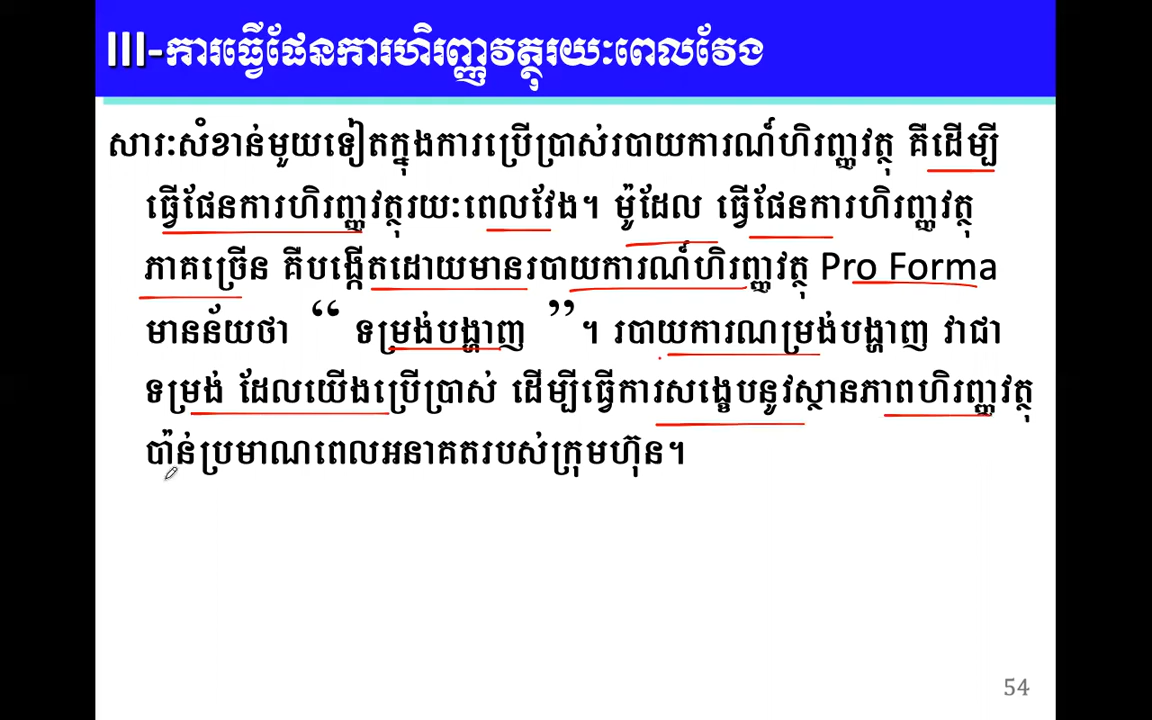 III-ការធ្វើផែនការហិរញ្ញវត្ថុរយៈពេលវែង
សារៈសំខាន់មួយទៀតក្នុងការប្រើប្រាស់របាយការណ៍ហិរញ្ញវត្ថុ គឺដើម្បី
ធ្វើផែនការហិរញ្ញវត្ថុរយៈពេលវែង។ ម៉ូដែល ធ្វើផែនការហិរញ្ញវត្ថុ
ភាគច្រើន គឺបង្កើតដោយមានរបាយការណ៍ហិរញ្ញវត្ថុ Pro Forma
មានន័យថា “ ទម្រង់បង្ហាញ ”។ របាយការណម្រង់បង្ហាញ វាជា
ទម្រង់ ដែលយើងប្រើប្រាស់ ដើម្បីធ្វើការសង្ខេបនូវស្ថានភាពហិរញ្ញវត្ថុ
ប៉ាន់ប្រមាណពេលអនាគតរបស់ក្រុមហ៊ុន។
54